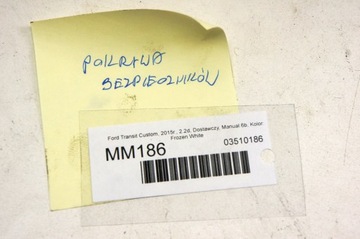 POKRYWA
BEZPIECZNIKÓW
Ford Transit Custom, 2015r., 2.2d, Dostawczy, Manual 6b, Kolor:
Frozen White
MM186 03510186